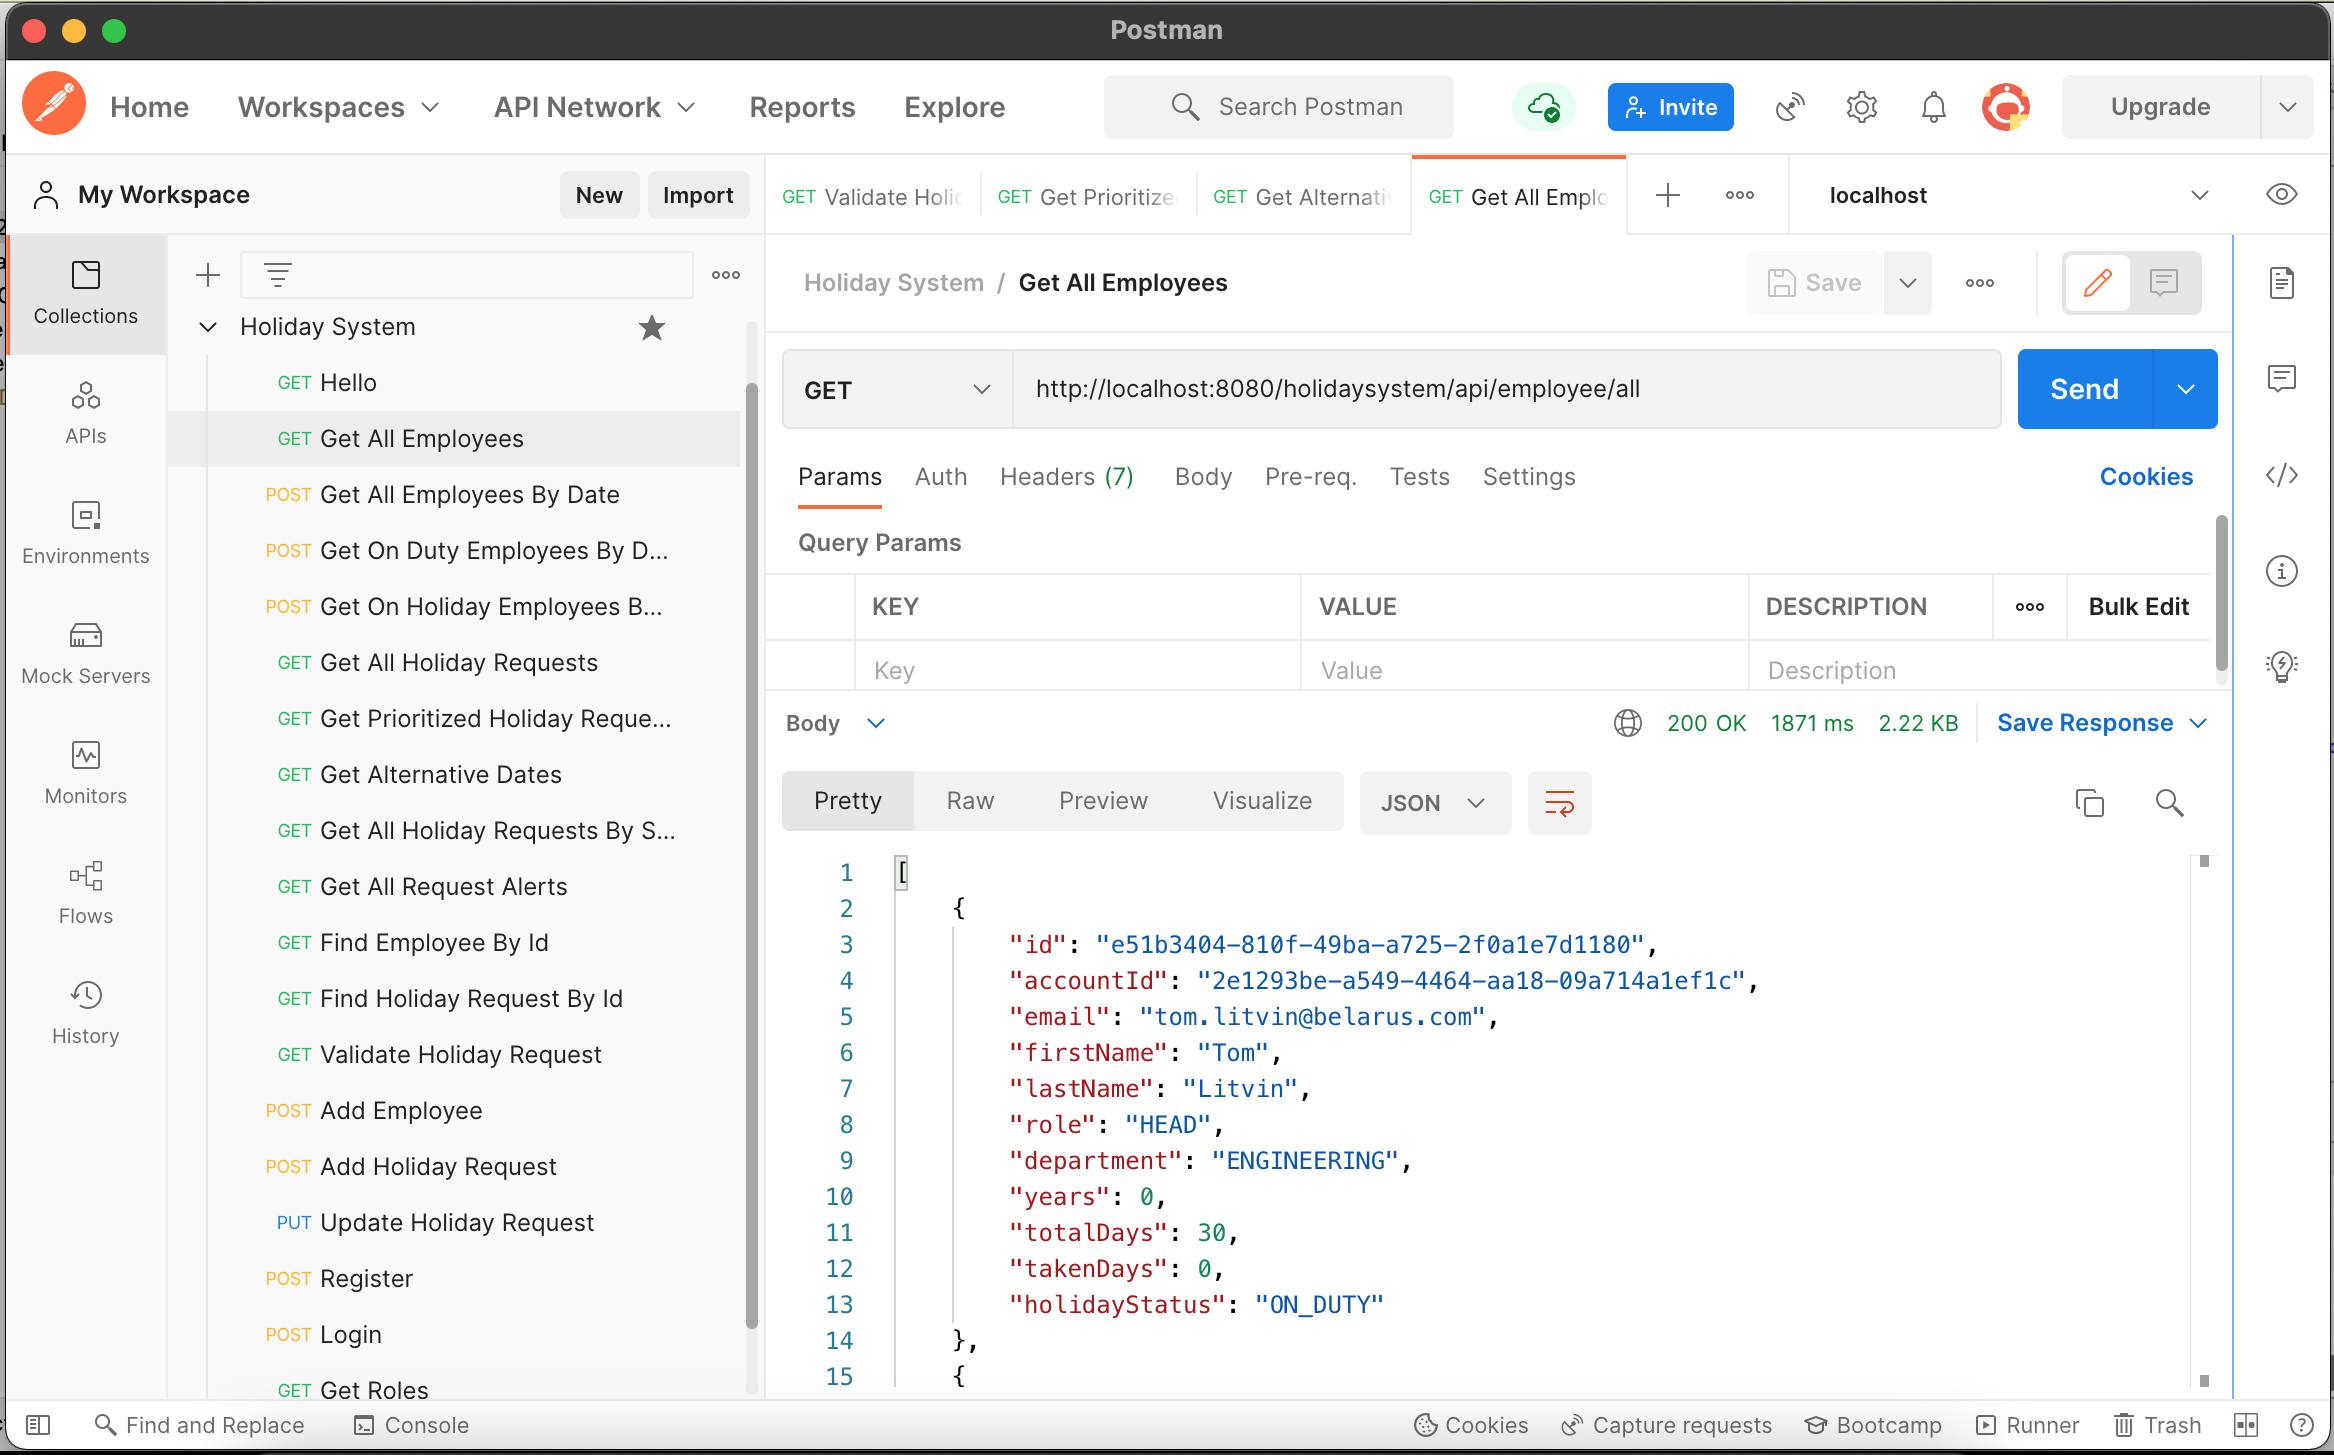 Postman
Home Workspaces API Network Reports Explore Search Postman Invite Upgrade
My Workspace New Import
GET Validate Holic GET Get Prioritize GET Get Alternati GET Get All Emplo localhost
Collections
APIs
Environments
Mock Servers
Monitors
Flows
History
Holiday System
GET Hello
GET Get All Employees
POST Get All Employees By Date
POST Get On Duty Employees By D...
POST Get On Holiday Employees B...
GET Get All Holiday Requests
GET Get Prioritized Holiday Reque...
GET Get Alternative Dates
GET Get All Holiday Requests By S...
GET Get All Request Alerts
GET Find Employee By Id
GET Find Holiday Request By Id
GET Validate Holiday Request
POST Add Employee
POST Add Holiday Request
PUT Update Holiday Request
POST Register
POST Login
GET Get Roles
Holiday System / Get All Employees Save
GET http://localhost:8080/holidaysystem/api/employee/all Send
Params Auth Headers (7) Body Pre-req. Tests Settings Cookies
Query Params
KEY VALUE DESCRIPTION Bulk Edit
Key Value Description
Body 200 OK 1871 ms 2.22 KB Save Response
Pretty Raw Preview Visualize JSON
1 [
2 {
3 "id": "e51b3404-810f-49ba-a725-2f0a1e7d1180",
4 "accountId": "2e1293be-a549-4464-aa18-09a714a1ef1c",
5 "email": "tom.litvin@belarus.com",
6 "firstName": "Tom",
7 "lastName": "Litvin",
8 "role": "HEAD",
9 "department": "ENGINEERING",
10 "years": 0,
11 "totalDays": 30,
12 "takenDays": 0,
13 "holidayStatus": "ON_DUTY"
14 },
15 {
Find and Replace Console Cookies Capture requests Bootcamp Runner Trash